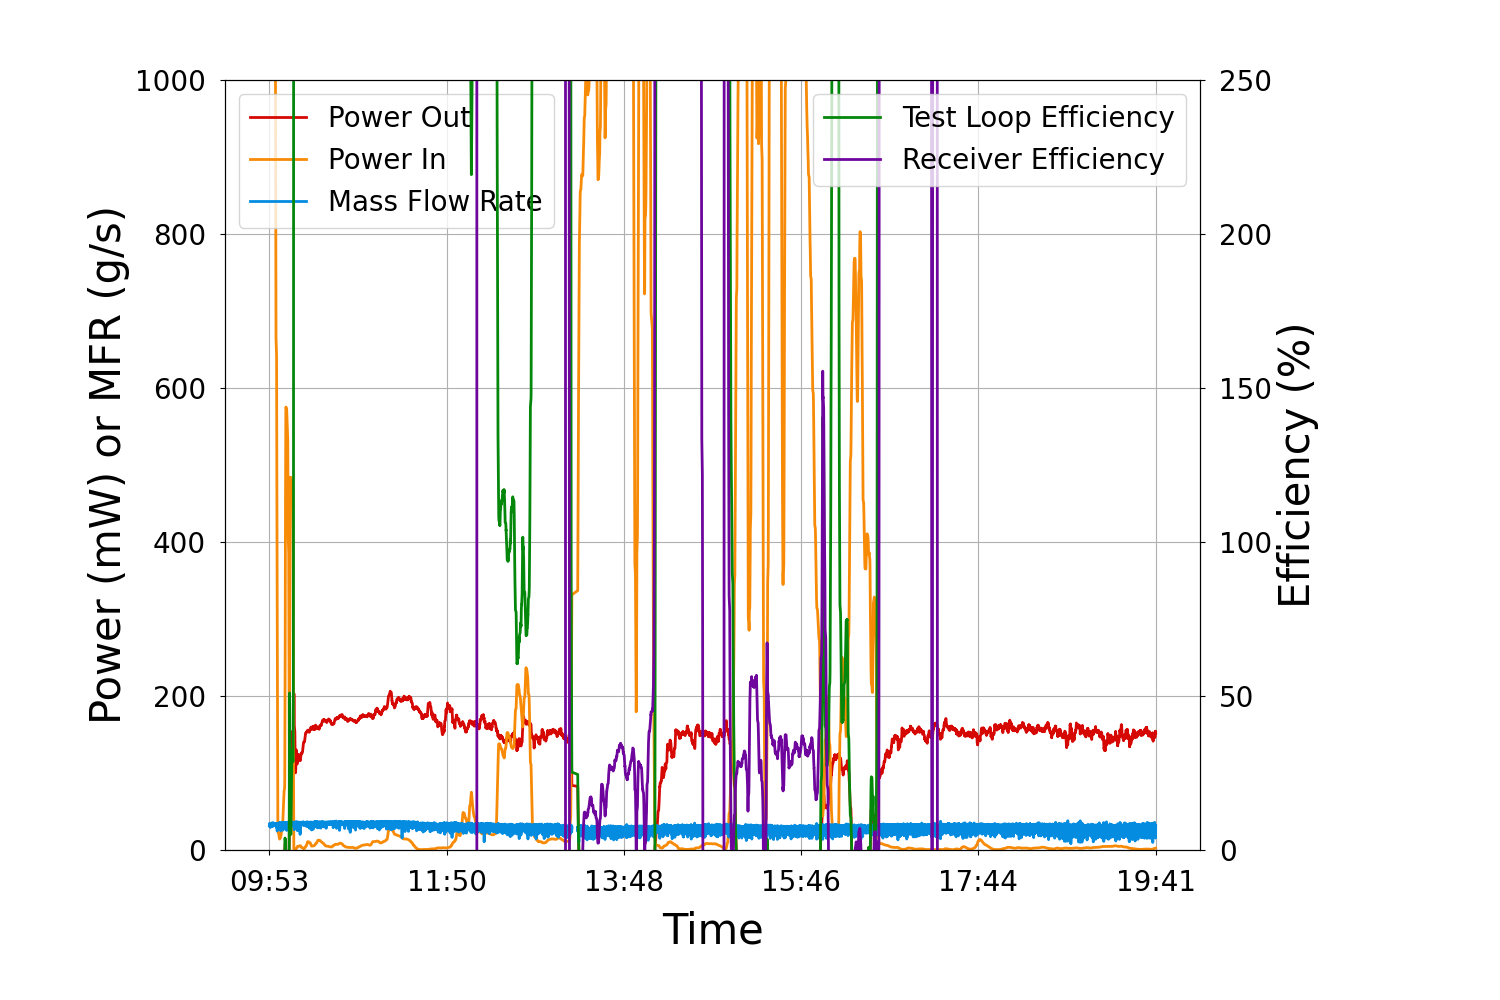 1000
800
600
400
200
0
Power (mW) or MFR (g/s)
Power Out
Power In
Mass Flow Rate
Test Loop Efficiency
Receiver Efficiency
250
200
150
100
50
0
Efficiency (%)
09:53 11:50 13:48 15:46 17:44 19:41
Time